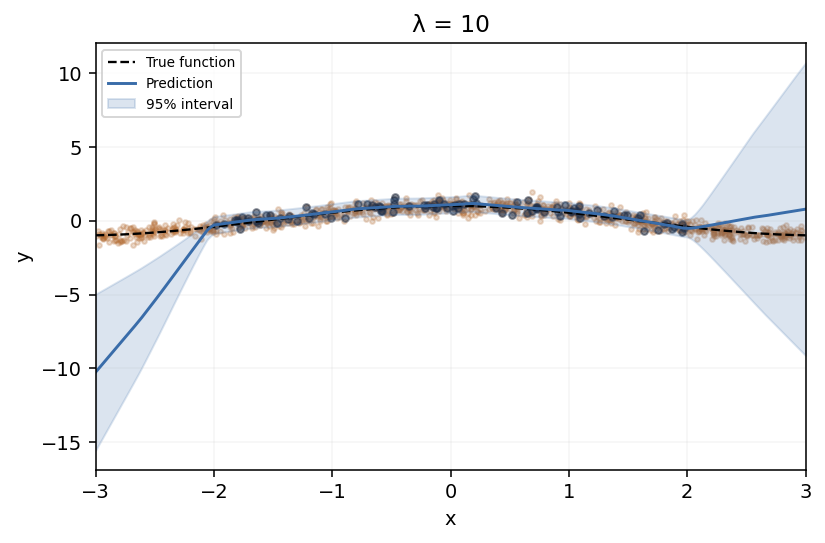 λ = 10
True function
Prediction
95% interval
y
10
5
0
−5
−10
−15
−3
−2
−1
0
1
2
3
x